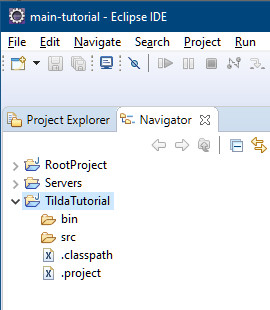 main-tutorial - Eclipse IDE
File Edit Navigate Search Project Run
Project Explorer Navigator
RootProject
Servers
TildaTutorial
bin
src
.classpath
.project